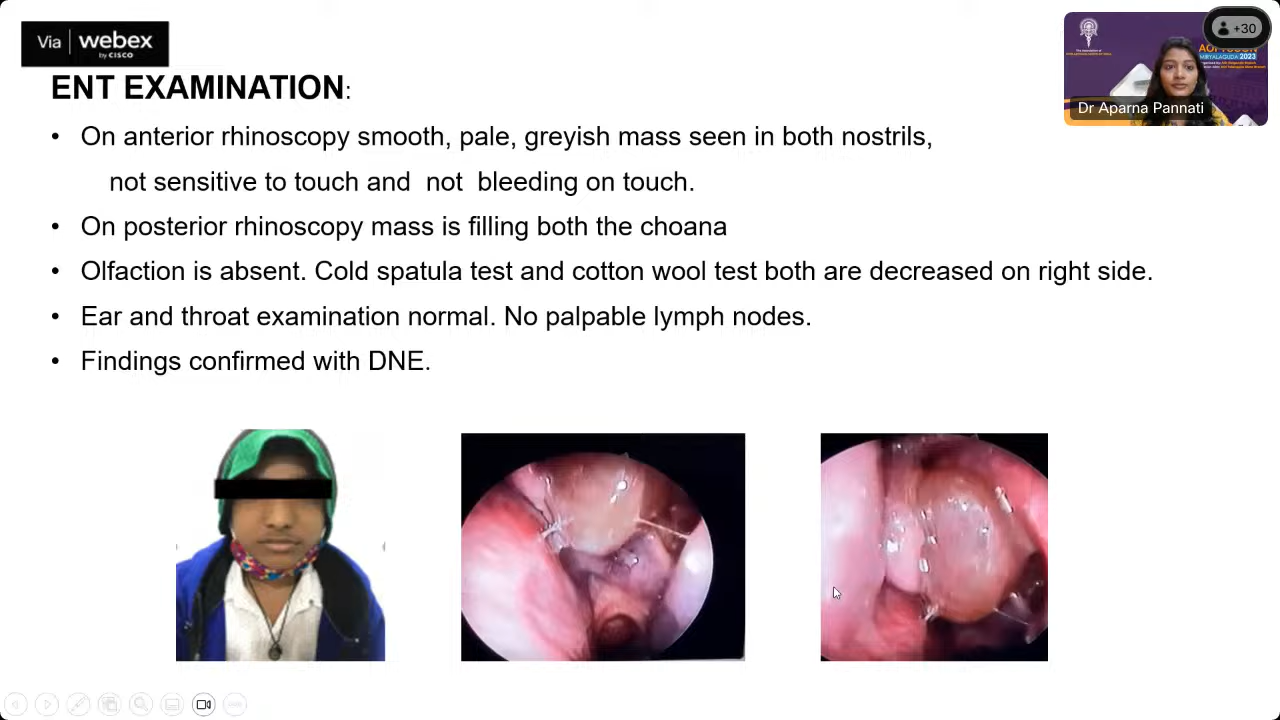 Via webex
by CISCO
+30
MIRYALAGUDA 2023
Dr Aparna Pannati
ENT EXAMINATION:
• On anterior rhinoscopy smooth, pale, greyish mass seen in both nostrils,
not sensitive to touch and not bleeding on touch.
• On posterior rhinoscopy mass is filling both the choana
• Olfaction is absent. Cold spatula test and cotton wool test both are decreased on right side.
• Ear and throat examination normal. No palpable lymph nodes.
• Findings confirmed with DNE.